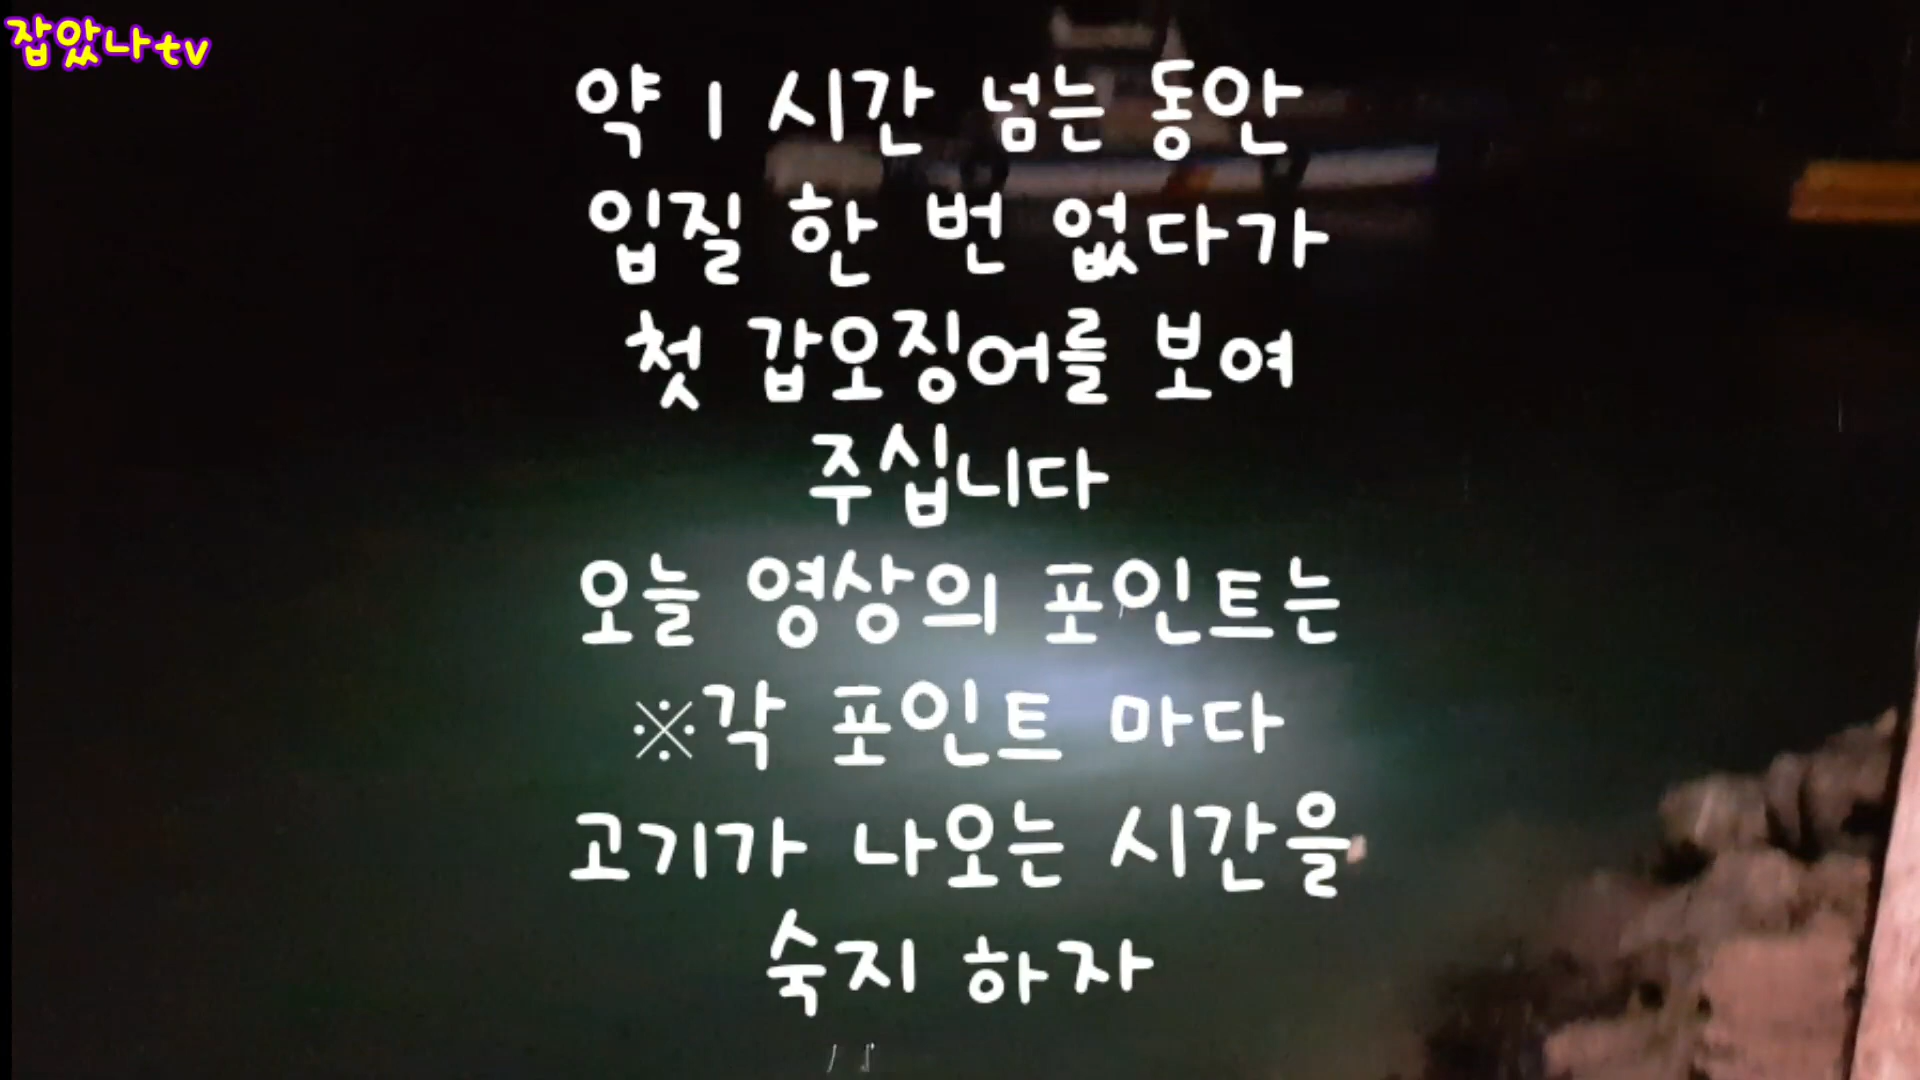 잡았나tv
약 1시간 넘는 동안
입질 한 번 없다가
첫 갑오징어를 보여
주십니다
오늘 영상의 포인트는
※각 포인트 마다
고기가 나오는 시간을
숙지 하자